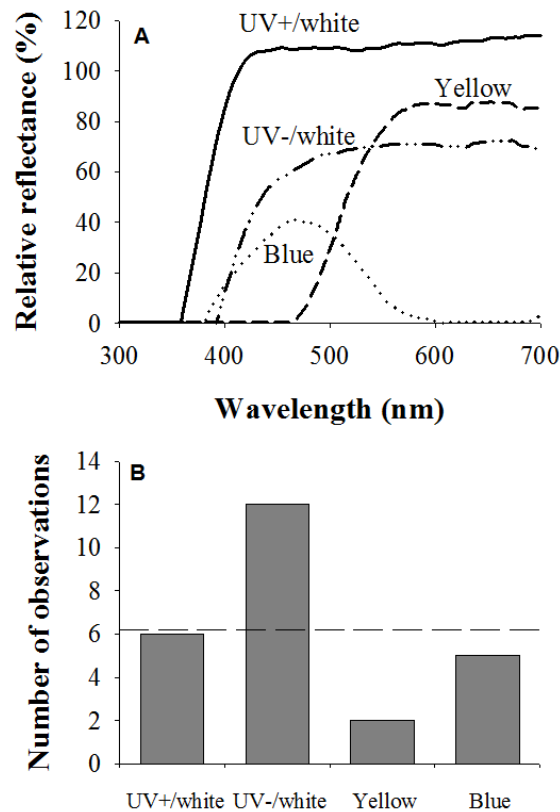 A
UV+/white
Yellow
UV-/white
Blue
Relative reflectance (%)
120
100
80
60
40
20
0
300 400 500 600 700
Wavelength (nm)
B
Number of observations
14
12
10
8
6
4
2
0
UV+/white UV-/white Yellow Blue